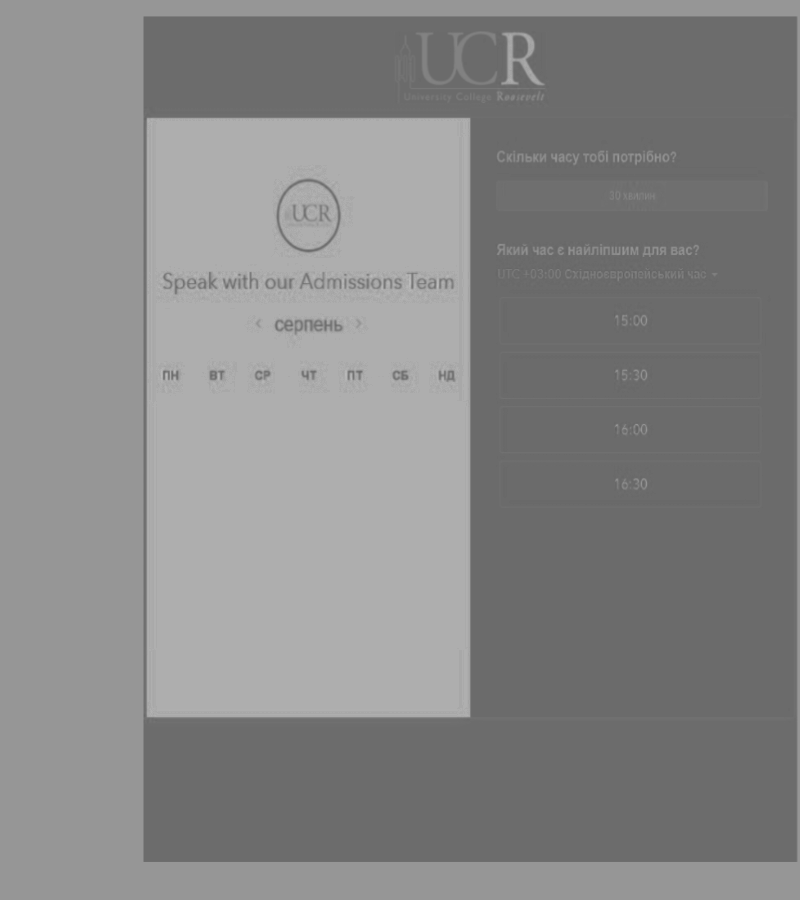 UCR
University College Roosevelt
UCR
Speak with our Admissions Team
< серпень >
ПН ВТ СР ЧТ ПТ СБ НД
Скільки часу тобі потрібно?
30 хвилин
Який час є найліпшим для вас?
UTC +03:00 Східноєвропейський час
15:00
15:30
16:00
16:30